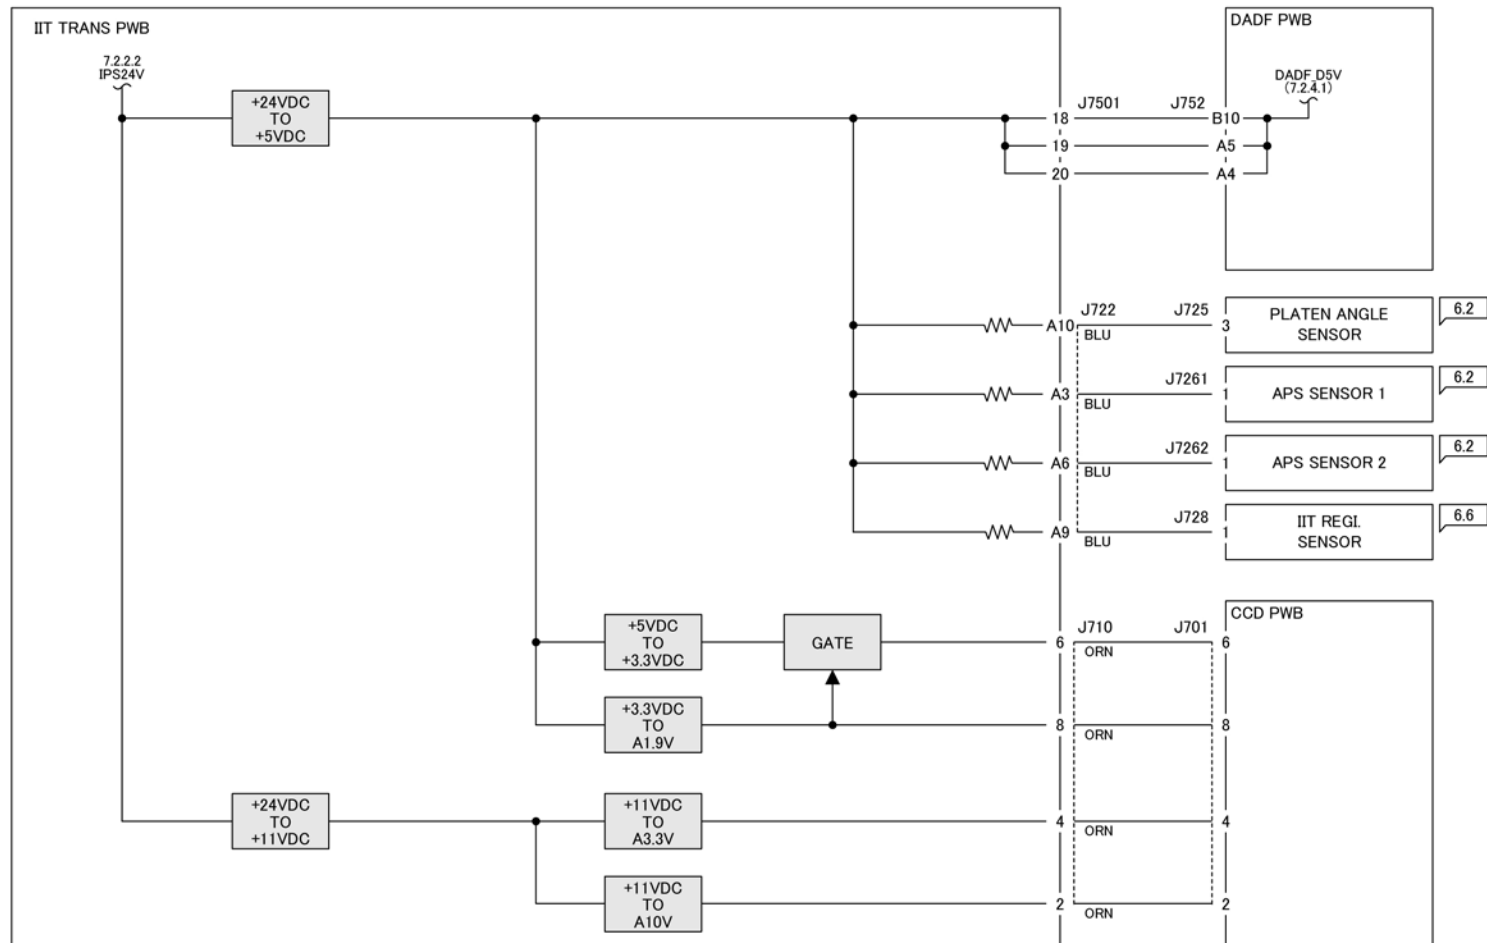 IIT TRANS PWB
7.2.2.2
IPS24V
+24VDC
TO
+5VDC
18
J7501
J752
B10
19
A5
20
A4
DADF PWB
DADF_D5V
(7.2.4.1)
A10
J722
BLU
J725
3
PLATEN ANGLE
SENSOR
6.2
A3
BLU
J7261
1
APS SENSOR 1
6.2
A6
BLU
J7262
1
APS SENSOR 2
6.2
A9
BLU
J728
1
IIT REGI.
SENSOR
6.6
+5VDC
TO
+3.3VDC
GATE
6
J710
ORN
J701
6
CCD PWB
+3.3VDC
TO
A1.9V
8
ORN
8
+24VDC
TO
+11VDC
+11VDC
TO
A3.3V
4
ORN
4
+11VDC
TO
A10V
2
ORN
2